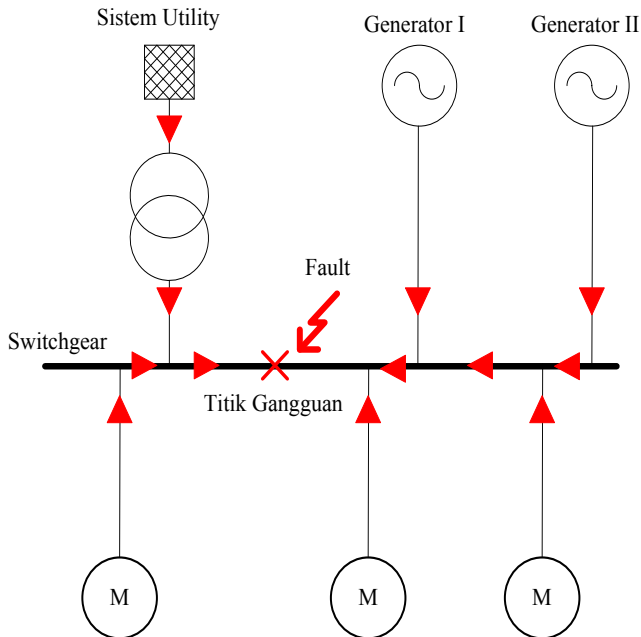 Sistem Utility
Generator I
Generator II
Fault
Switchgear
Titik Gangguan
M
M
M